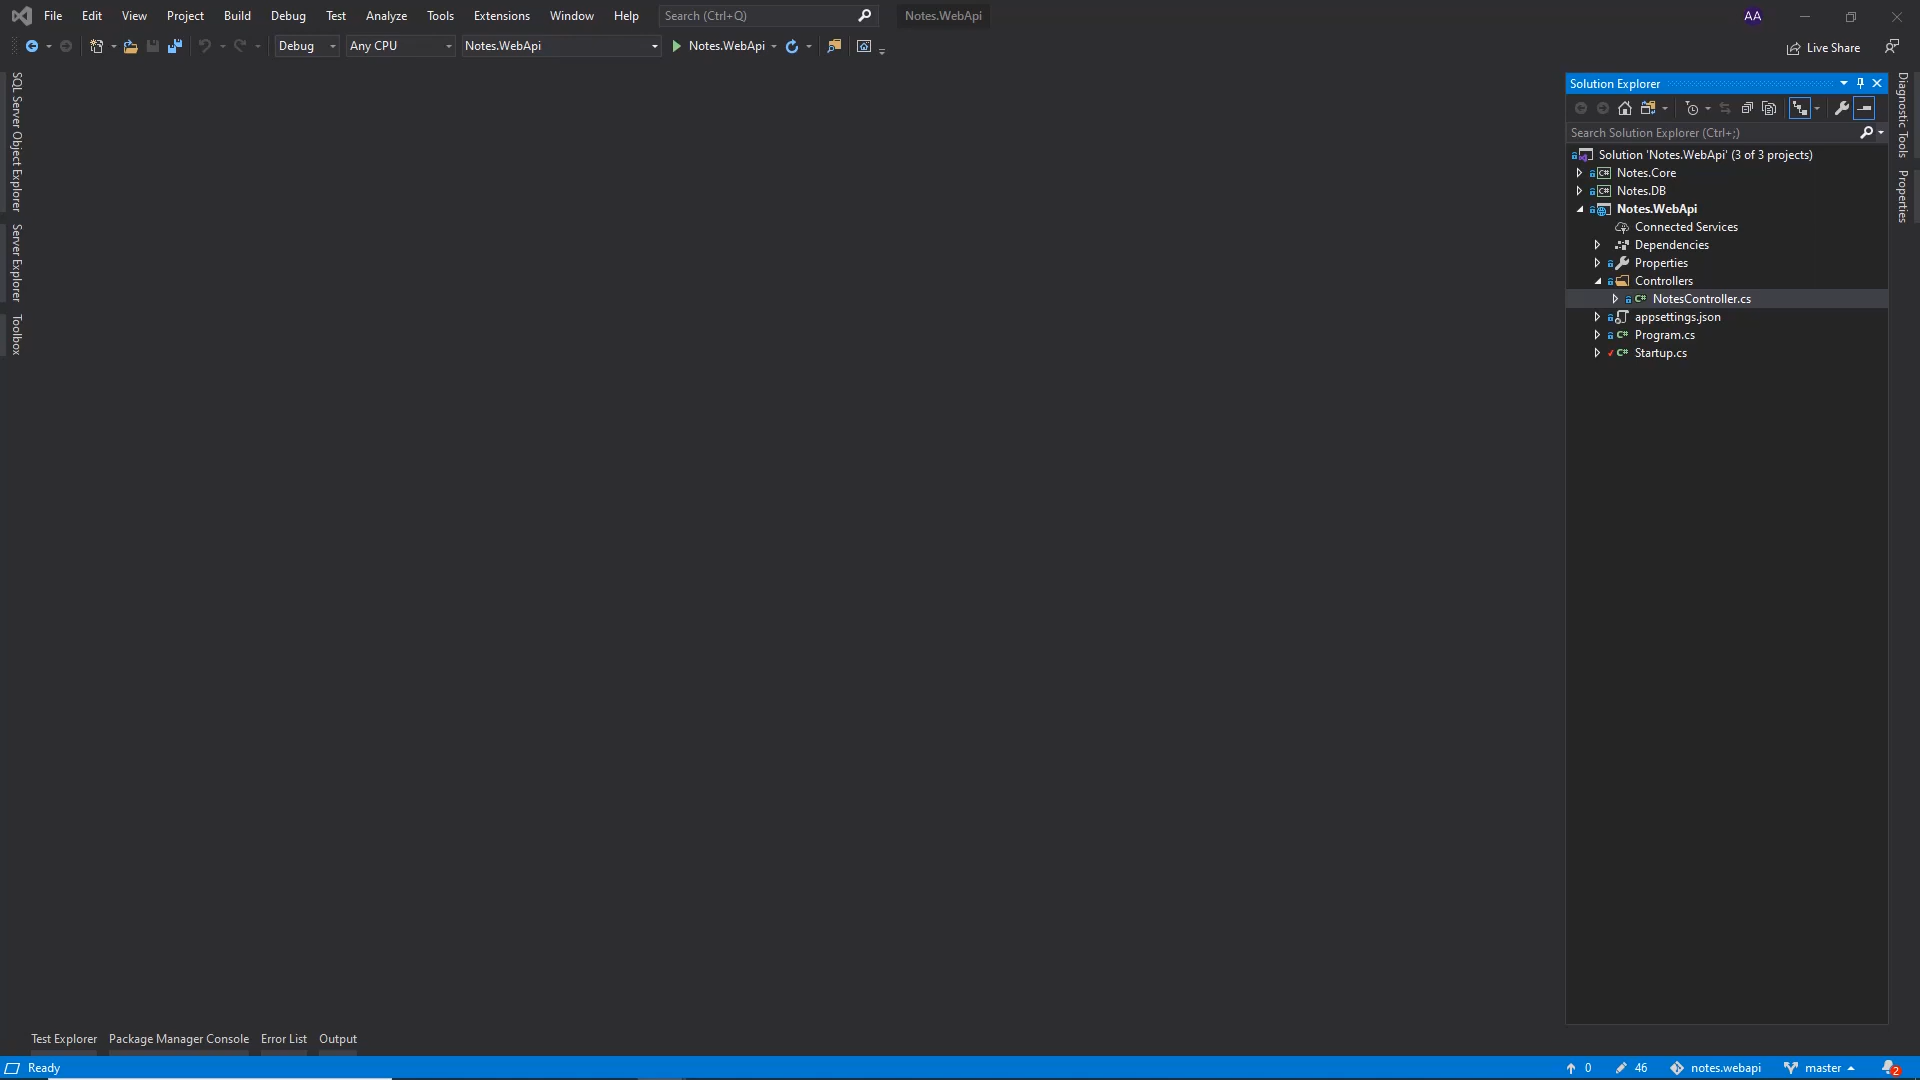 File Edit View Project Build Debug Test Analyze Tools Extensions Window Help Search (Ctrl+Q) Notes.WebApi AA
Debug Any CPU Notes.WebApi Notes.WebApi Live Share
SQL Server Object Explorer
Server Explorer
Toolbox
Solution Explorer
Search Solution Explorer (Ctrl+;)
Solution 'Notes.WebApi' (3 of 3 projects)
C# Notes.Core
C# Notes.DB
Notes.WebApi
Connected Services
Dependencies
Properties
Controllers
C# NotesController.cs
appsettings.json
C# Program.cs
C# Startup.cs
Diagnostic Tools
Properties
Test Explorer Package Manager Console Error List Output
Ready 0 46 notes.webapi master 2